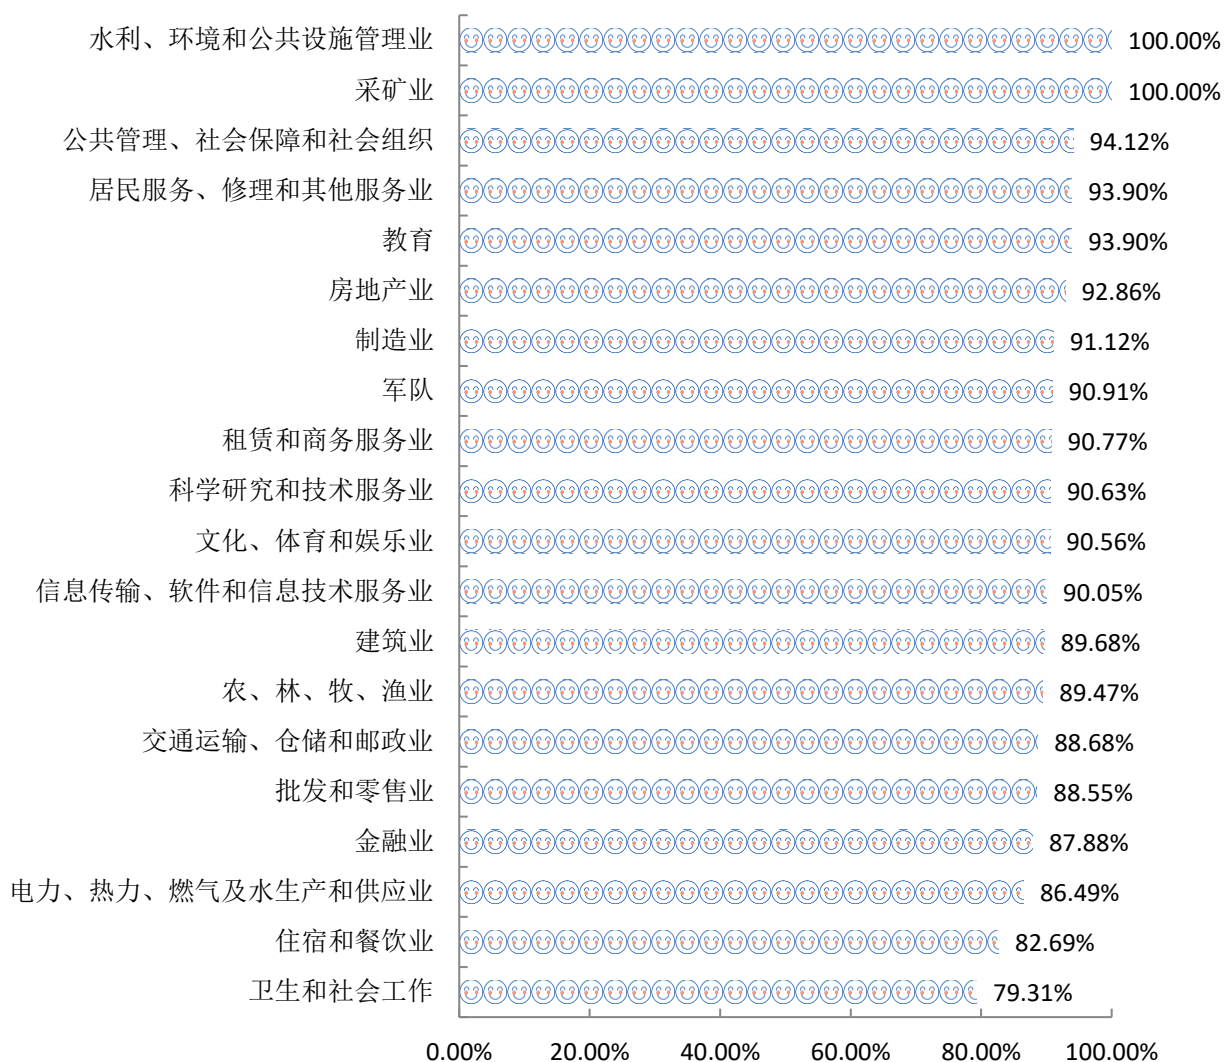 水利、环境和公共设施管理业 100.00%
采矿业 100.00%
公共管理、社会保障和社会组织 94.12%
居民服务、修理和其他服务业 93.90%
教育 93.90%
房地产业 92.86%
制造业 91.12%
军队 90.91%
租赁和商务服务业 90.77%
科学研究和技术服务业 90.63%
文化、体育和娱乐业 90.56%
信息传输、软件和信息技术服务业 90.05%
建筑业 89.68%
农、林、牧、渔业 89.47%
交通运输、仓储和邮政业 88.68%
批发和零售业 88.55%
金融业 87.88%
电力、热力、燃气及水生产和供应业 86.49%
住宿和餐饮业 82.69%
卫生和社会工作 79.31%
0.00% 20.00% 40.00% 60.00% 80.00% 100.00%